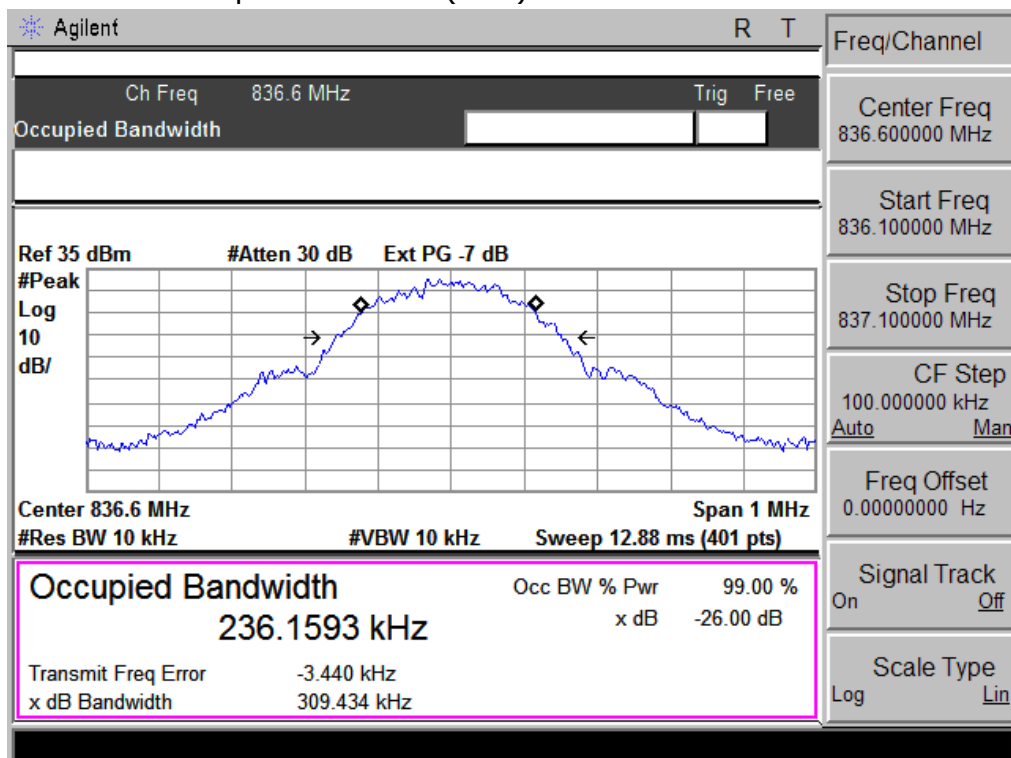 Agilent R T
Freq/Channel
Ch Freq 836.6 MHz Trig Free
Occupied Bandwidth
Center Freq
836.600000 MHz
Start Freq
836.100000 MHz
Ref 35 dBm #Atten 30 dB Ext PG -7 dB
#Peak
Log
10
dB/
Stop Freq
837.100000 MHz
CF Step
100.000000 kHz
Auto Man
Freq Offset
0.00000000 Hz
Center 836.6 MHz Span 1 MHz
#Res BW 10 kHz #VBW 10 kHz Sweep 12.88 ms (401 pts)
Occupied Bandwidth Occ BW % Pwr 99.00 %
236.1593 kHz x dB -26.00 dB
Transmit Freq Error -3.440 kHz
x dB Bandwidth 309.434 kHz
Signal Track
On Off
Scale Type
Log Lin